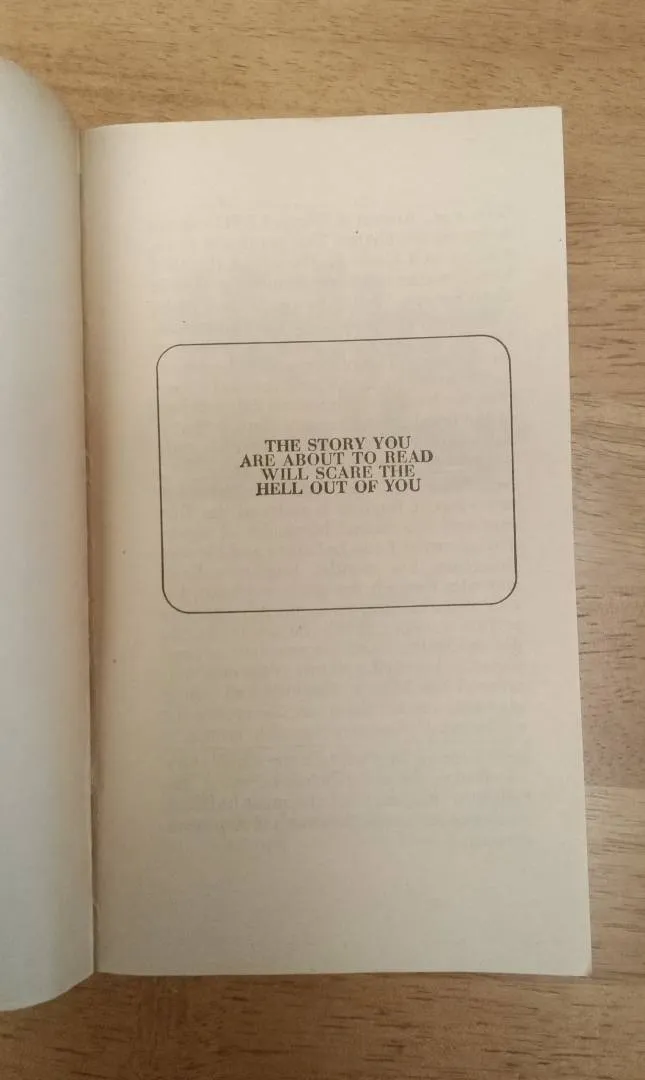 THE STORY YOU
ARE ABOUT TO READ
WILL SCARE THE
HELL OUT OF YOU